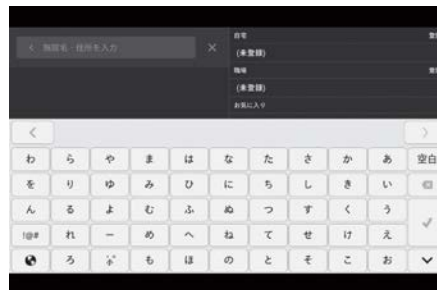 施設名・住所を入力
自宅
(未登録)
職場
(未登録)
お気に入り
わ ら や ま は な た さ か あ 空白
を り ゆ み ひ に ち し き い
ん る よ む ふ ぬ つ す く う
!@# れ ー め へ ね て せ け え
ろ も ほ の と そ こ お